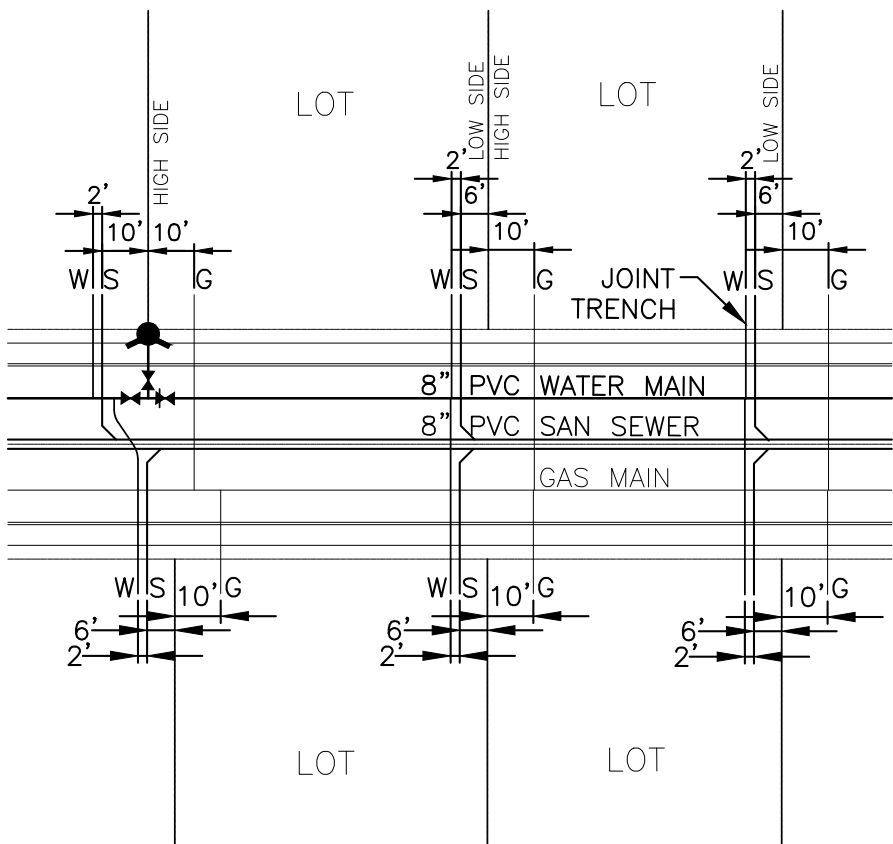 LOT
LOT
HIGH SIDE
LOW SIDE
HIGH SIDE
LOW SIDE
2'
2'
2'
6'
6'
10' 10'
10'
10'
W S G
W S G
W S G
JOINT
TRENCH
8” PVC WATER MAIN
8” PVC SAN SEWER
GAS MAIN
W S 10' G
W S 10' G
10' G
6'
6'
6'
2'
2'
2'
LOT
LOT